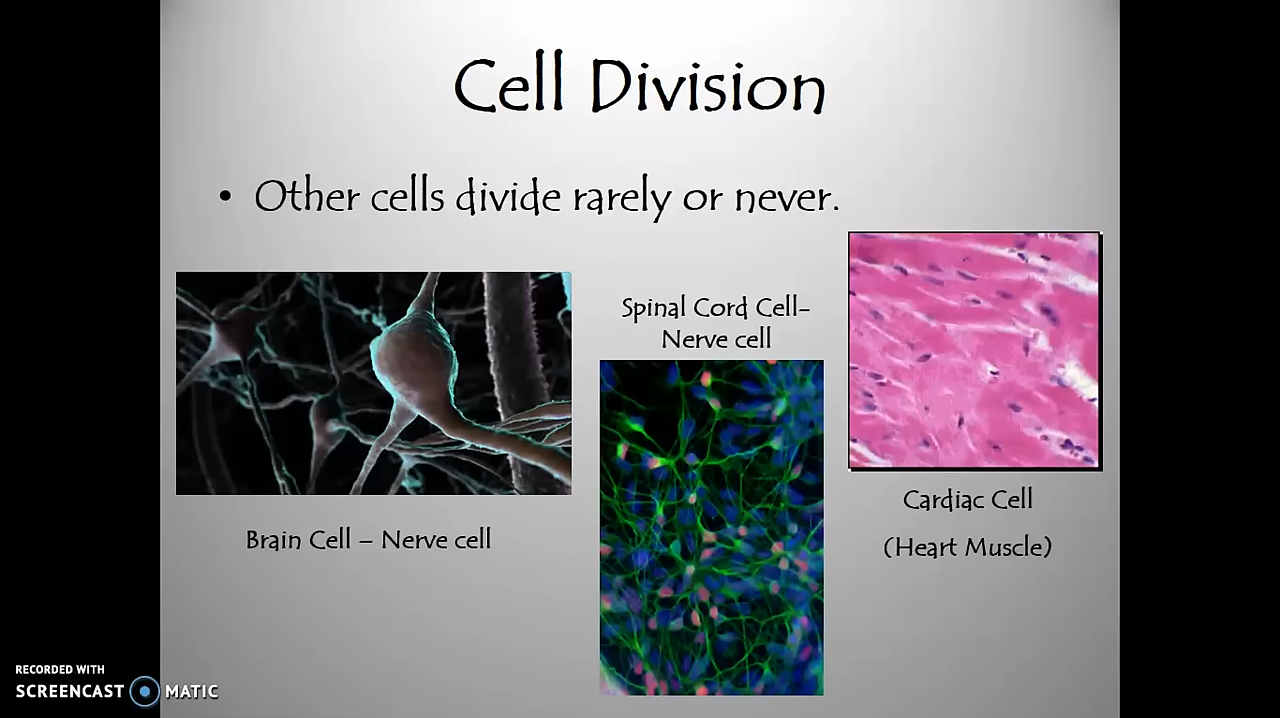 Cell Division
• Other cells divide rarely or never.
Spinal Cord Cell-
Nerve cell
Brain Cell – Nerve cell
Cardiac Cell
(Heart Muscle)
RECORDED WITH
SCREENCAST MATIC